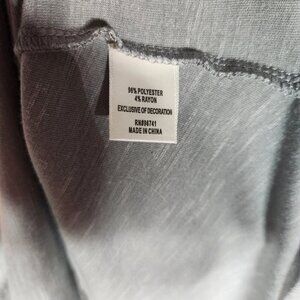 96% POLYESTER
4% RAYON
EXCLUSIVE OF DECORATION
RN#96741
MADE IN CHINA